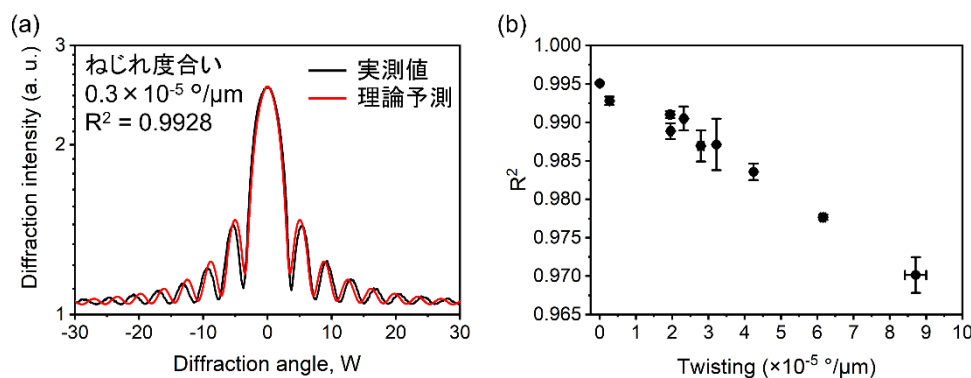 (a)
Diffraction intensity (a. u.)
3
2
1
ねじれ度合い
0.3×10⁻⁵ °/μm
R² = 0.9928
実測値
理論予測
-30 -20 -10 0 10 20 30
Diffraction angle, W
(b)
R²
1.000
0.995
0.990
0.985
0.980
0.975
0.970
0.965
0 1 2 3 4 5 6 7 8 9 10
Twisting (×10⁻⁵ °/μm)